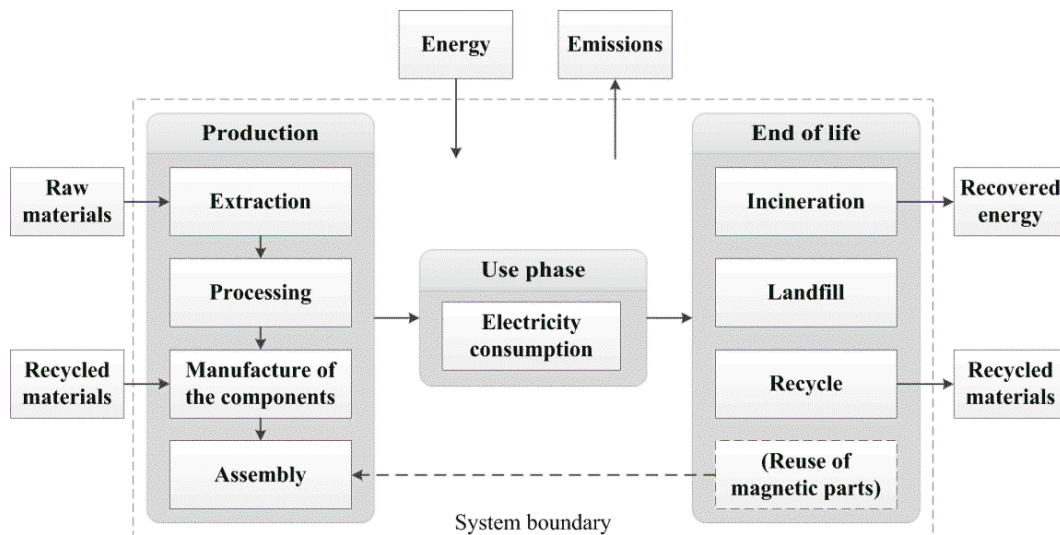 Energy
Emissions
Production
End of life
Raw
materials
Extraction
Incineration
Recovered
energy
Processing
Use phase
Electricity
consumption
Landfill
Recycled
materials
Manufacture of
the components
Recycle
Recycled
materials
Assembly
(Reuse of
magnetic parts)
System boundary